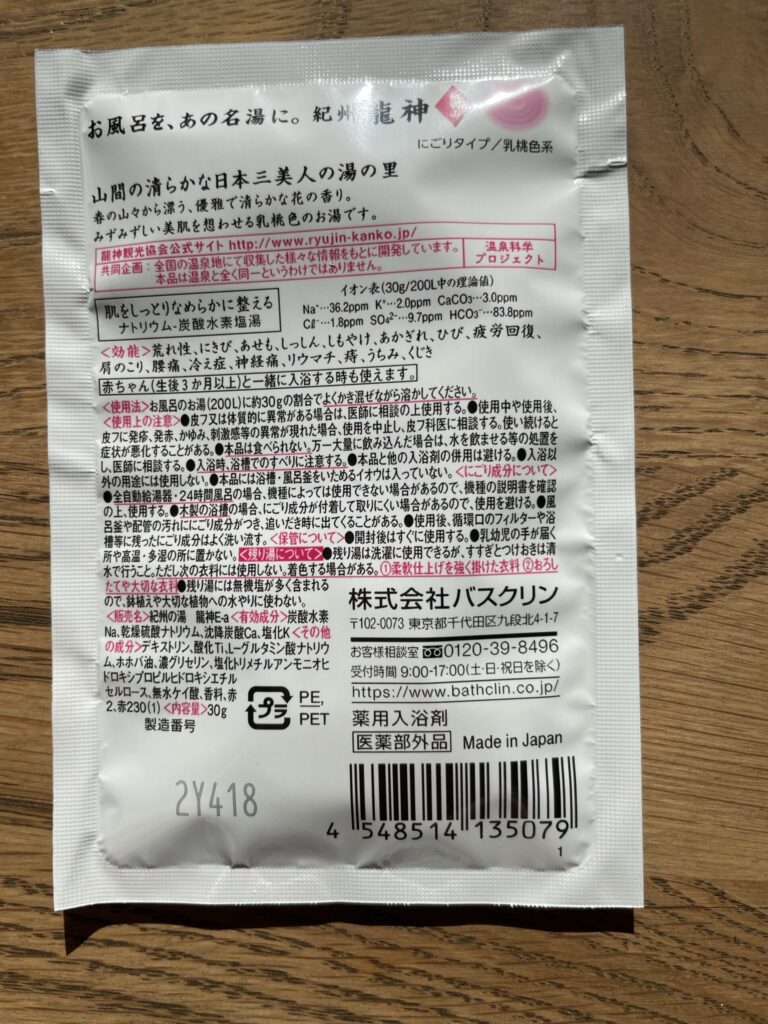 お風呂を、あの名湯に。 紀州 龍神
にごりタイプ／乳桃色系
山間の清らかな日本三美人の湯の里
春の山々から漂う、優雅で清らかな花の香り。
みずみずしい美肌を想わせる乳桃色のお湯です。
龍神観光協会公式サイト http://www.ryujin-kanko.jp/
共同企画：全国の温泉地にて収集した様々な情報をもとに開発しています。
本品は温泉と全く同一というわけではありません。
温泉科学
プロジェクト
肌をしっとりなめらかに整える
ナトリウム-炭酸水素塩湯
イオン表(30g/200L中の理論値)
Na⁺…36.2ppm K⁺…2.0ppm CaCO₃…3.0ppm
Cℓ⁻…1.8ppm SO₄²⁻…9.7ppm HCO₃⁻…83.8ppm
<効能>荒れ性、にきび、あせも、しっしん、しもやけ、あかぎれ、ひび、疲労回復、
肩のこり、腰痛、冷え症、神経痛、リウマチ、痔、うちみ、くじき
赤ちゃん(生後3か月以上)と一緒に入浴する時も使えます。
<使用法>お風呂のお湯(200L)に約30gの割合でよくかき混ぜながら溶かしてください。
<使用上の注意>●皮フ又は体質的に異常がある場合は、医師に相談の上使用する。●使用中や使用後、
皮フに発疹、発赤、かゆみ、刺激感等の異常が現れた場合、使用を中止し、皮フ科医に相談する。使い続けると
症状が悪化することがある。●本品は食べられない。万一大量に飲み込んだ場合は、水を飲ませる等の処置を
し、医師に相談する。●入浴時、浴槽でのすべりに注意する。●本品と他の入浴剤の併用は避ける。●入浴以
外の用途には使用しない。●本品には浴槽・風呂釜をいためるイオウは入っていない。<にごり成分について>
●全自動給湯器・24時間風呂の場合、機種によっては使用できない場合があるので、機種の説明書を確認
の上、使用する。●木製の浴槽の場合、にごり成分が付着して取りにくい場合があるので、使用を避ける。●風
呂釜や配管の汚れににごり成分がつき、追いだき時に出てくることがある。●使用後、循環口のフィルターや浴
槽等に残ったにごり成分はよく洗い流す。<保管について>●開封後はすぐに使用する。●乳幼児の手が届く
所や高温・多湿の所に置かない。<残り湯について>●残り湯は洗濯に使用できるが、すすぎとつけおきは清
水で行うこと。ただし次の衣料には使用しない。着色する場合がある。①柔軟仕上げを強く掛けた衣料 ②おろし
たてや大切な衣料●残り湯には無機塩が多く含まれる
ので、鉢植えや大切な植物への水やりに使わない。
<販売名>紀州の湯 龍神E-a <有効成分>炭酸水素
Na、乾燥硫酸ナトリウム、沈降炭酸Ca、塩化K <その他
の成分>デキストリン、酸化Ti、L-グルタミン酸ナトリ
ウム、ホホバ油、濃グリセリン、塩化トリメチルアンモニオヒ
ドロキシプロピルヒドロキシエチル
セルロース、無水ケイ酸、香料、赤
2、赤230(1) <内容量>30g
製造番号
プラ
PE,
PET
株式会社バスクリン
〒102-0073 東京都千代田区九段北4-1-7
お客様相談室 0120-39-8496
受付時間 9:00-17:00(土・日・祝日を除く)
https://www.bathclin.co.jp/
薬用入浴剤
医薬部外品 Made in Japan
2Y418
4 548514 135079
1